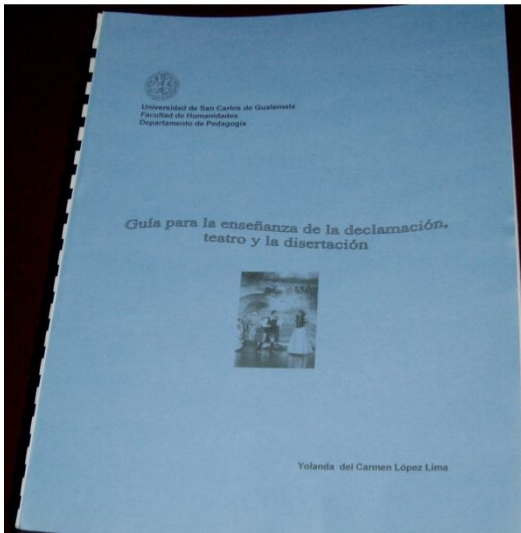 Universidad de San Carlos de Guatemala
Facultad de Humanidades
Departamento de Pedagogía
Guía para la enseñanza de la declamación,
teatro y la disertación
Yolanda del Carmen López Lima